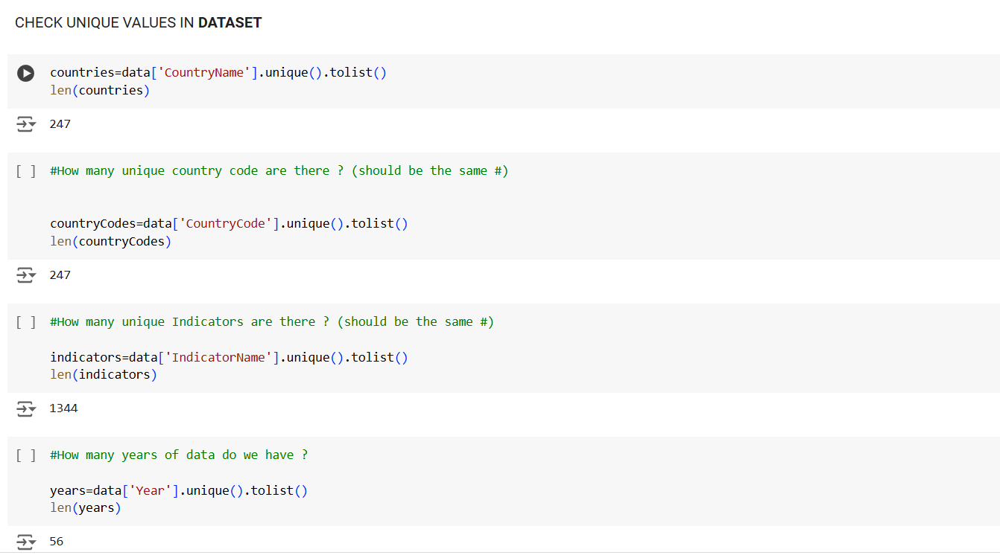 CHECK UNIQUE VALUES IN DATASET
countries=data['CountryName'].unique().tolist()
len(countries)
247
[ ] #How many unique country code are there ? (should be the same #)
countryCodes=data['CountryCode'].unique().tolist()
len(countryCodes)
247
[ ] #How many unique Indicators are there ? (should be the same #)
indicators=data['IndicatorName'].unique().tolist()
len(indicators)
1344
[ ] #How many years of data do we have ?
years=data['Year'].unique().tolist()
len(years)
56